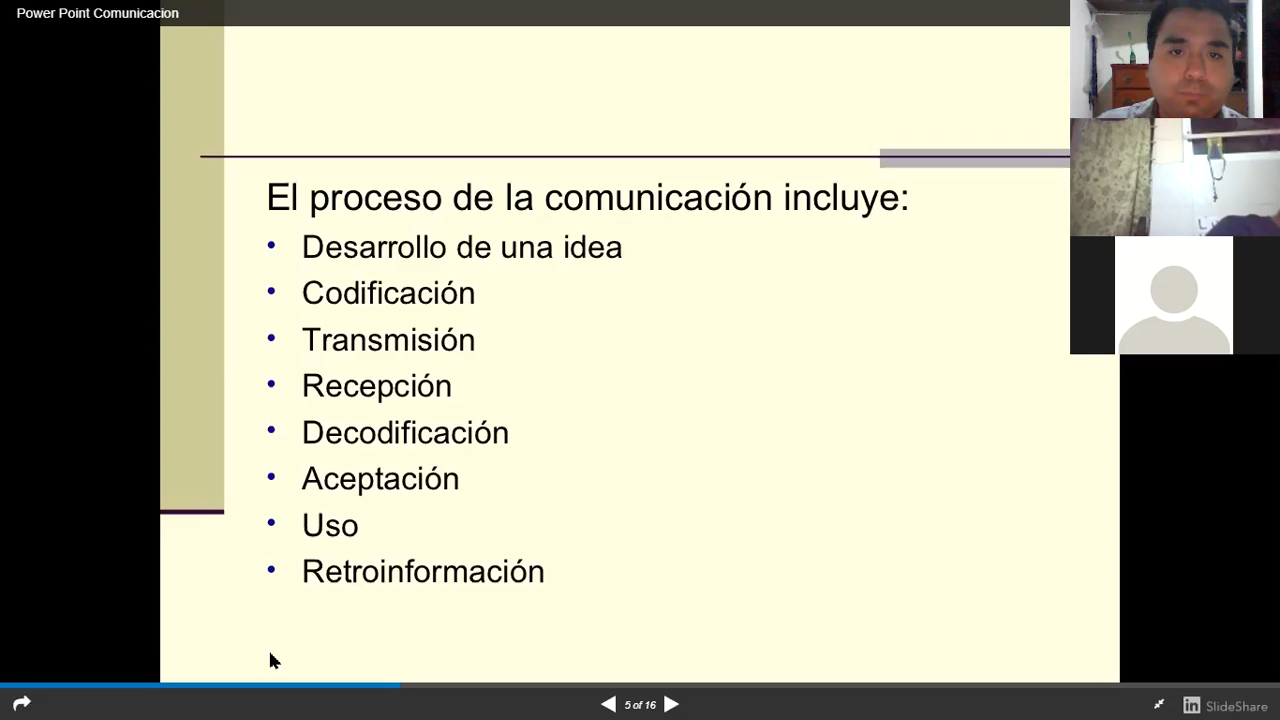 Power Point Comunicacion
El proceso de la comunicación incluye:
• Desarrollo de una idea
• Codificación
• Transmisión
• Recepción
• Decodificación
• Aceptación
• Uso
• Retroinformación
5 of 16
in SlideShare